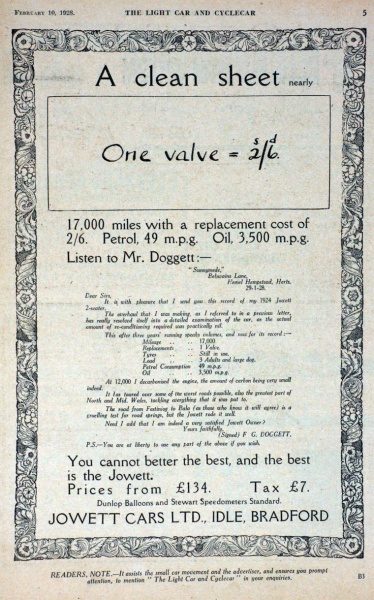 FEBRUARY 10, 1928. THE LIGHT CAR AND CYCLECAR 5
A clean sheet nearly
One valve = 2s/6d.
17,000 miles with a replacement cost of
2/6. Petrol, 49 m.p.g. Oil, 3,500 m.p.g.
Listen to Mr. Doggett:—
"Sunnymede,"
Lane,
Hemel Hempstead, Herts.
29-1-28.
Dear Sirs,
It is with pleasure that I send you this record of my 1924 Jowett
2-seater.
The overhaul that I was making, as I referred to in a previous letter,
has really resolved itself into a detailed examination of the car, as the actual
amount of re-conditioning required was practically nil.
This after three years' running speaks volumes, and now for its record:—
Mileage .. .. 17,000.
Replacements .. 1 Valve.
Tyres .. .. Still in use.
Load .. .. 3 Adults and large dog.
Petrol Consumption 49 m.p.g.
Oil 3,500 m.p.g.
At 12,000 I decarbonised the engine, the amount of carbon being very small
indeed.
It has toured over some of the worst roads possible, also the greater part of
North and Mid. Wales, tackling everything it was put to.
The road from Festiniog to Bala (as those who know it will agree) is a
gruelling test for road springs, but the Jowett rode it well.
Need I add that I am indeed a very satisfied Jowett Owner?
Yours faithfully,
(Signed) F. G. DOGGETT.
P.S.—You are at liberty to use any part of the above if you wish.
You cannot better the best, and the best
is the Jowett.
Prices from £134. Tax £7.
Dunlop Balloons and Stewart Speedometers Standard.
JOWETT CARS LTD., IDLE, BRADFORD
READERS, NOTE.—It assists the small car movement and the advertiser, and ensures you prompt
attention, to mention "The Light Car and Cyclecar" in your enquiries.
B1